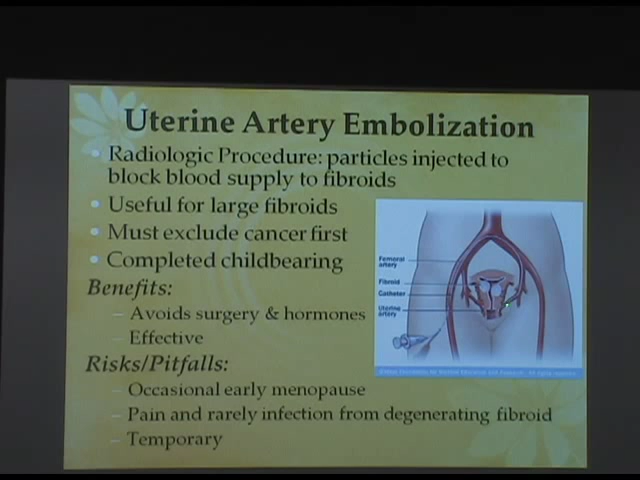 Uterine Artery Embolization
Radiologic Procedure: particles injected to
block blood supply to fibroids
Useful for large fibroids
Must exclude cancer first
Completed childbearing
Benefits:
– Avoids surgery & hormones
– Effective
Risks/Pitfalls:
– Occasional early menopause
– Pain and rarely infection from degenerating fibroid
– Temporary
Femoral
artery
Fibroid
Catheter
Uterine
artery